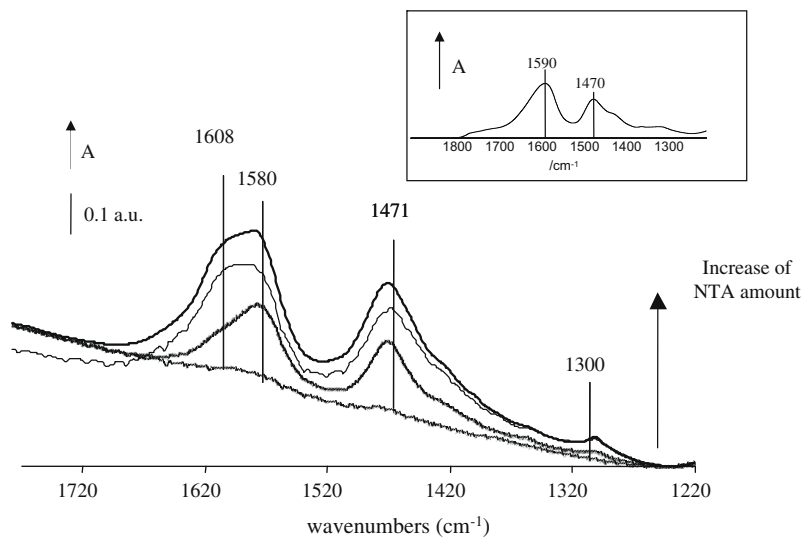 A
1590
1470
1800 1700 1600 1500 1400 1300
/cm-1
A
0.1 a.u.
1608
1580
1471
Increase of
NTA amount
1300
1720 1620 1520 1420 1320 1220
wavenumbers (cm-1)